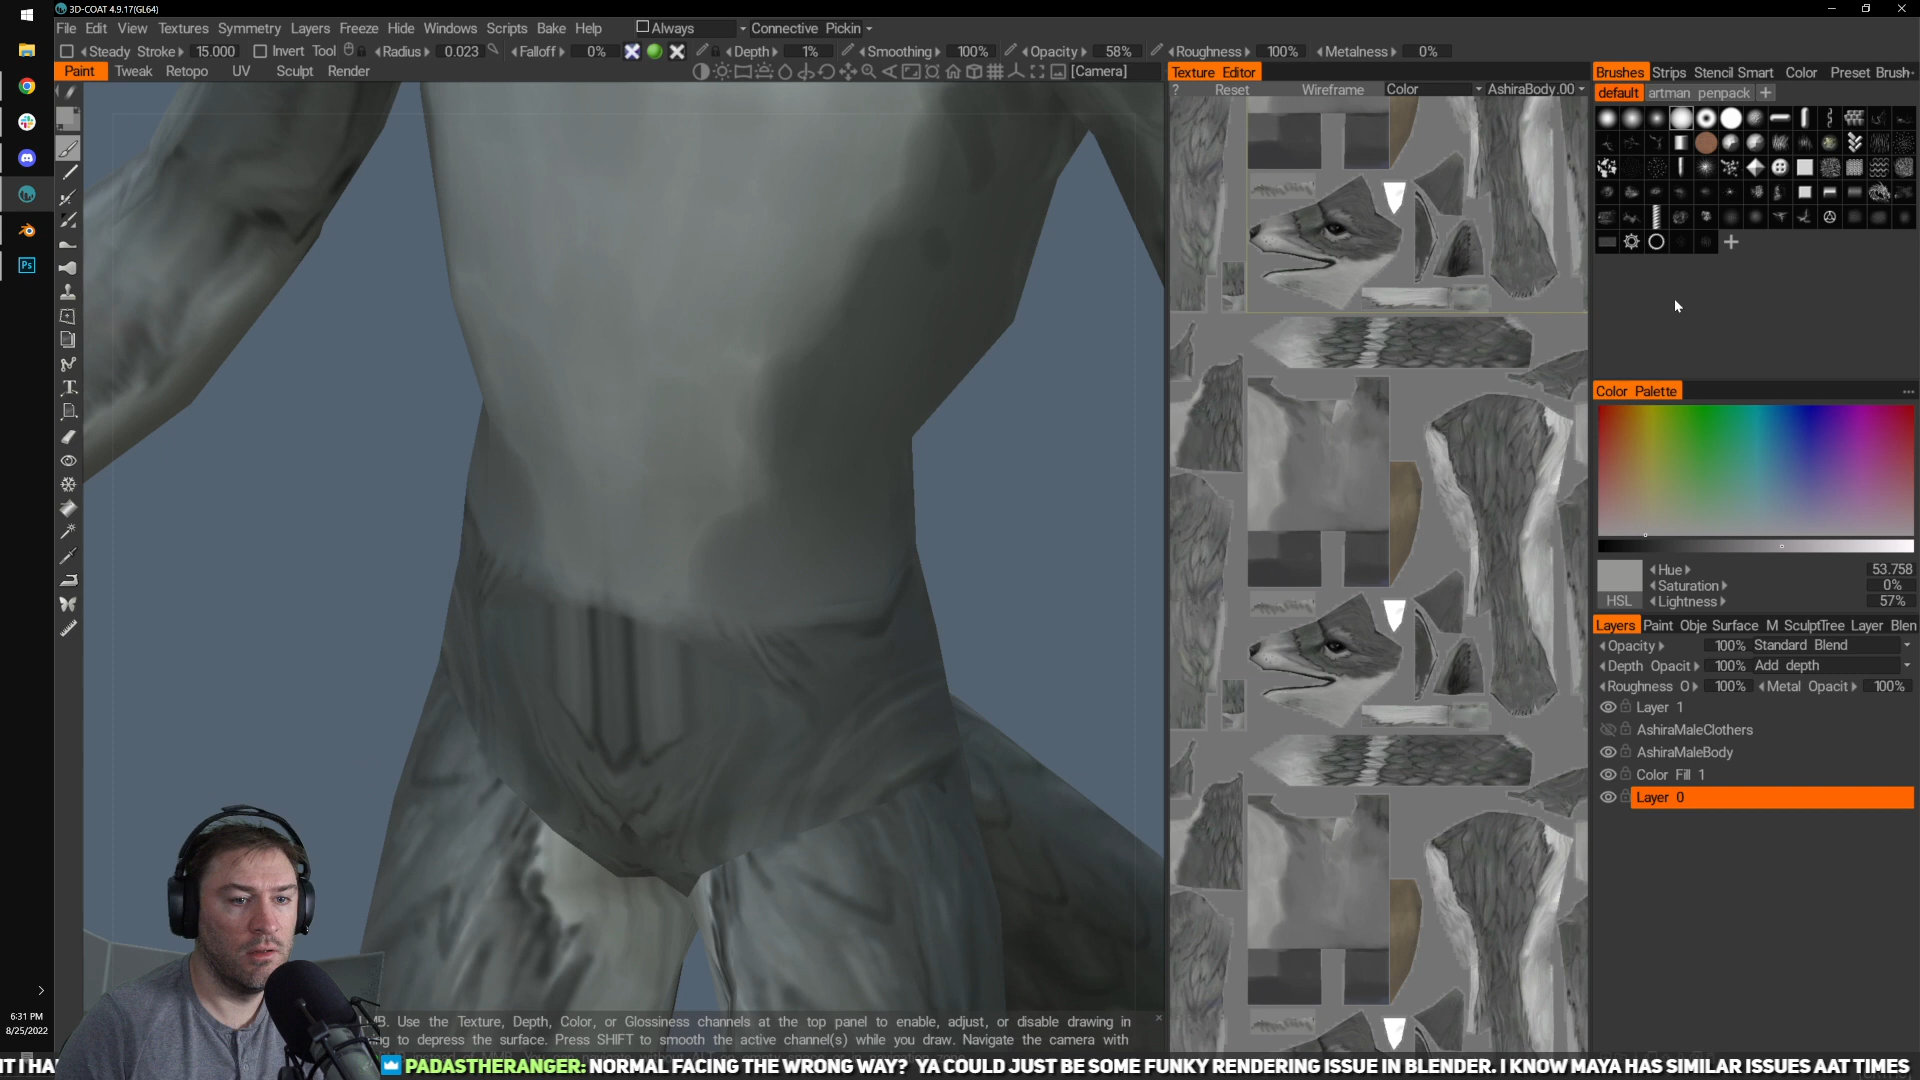 3D-COAT 4.9.17(GL64)
File Edit View Textures Symmetry Layers Freeze Hide Windows Scripts Bake Help Always Connective Pickin
Steady Stroke 15.000 Invert Tool Radius 0.023 Falloff 0% Depth 1% Smoothing 100% Opacity 58% Roughness 100% Metalness 0%
Paint Tweak Retopo UV Sculpt Render [Camera]
Texture Editor
? Reset Wireframe Color AshiraBody.00
Brushes Strips Stencil Smart Color Preset Brush
default artman penpack
Color Palette
Hue 53.758
Saturation 0%
HSL Lightness 57%
Layers Paint Obje Surface M SculptTree Layer Blen
Opacity 100% Standard Blend
Depth Opacit 100% Add depth
Roughness O 100% Metal Opacit 100%
Layer 1
AshiraMaleClothers
AshiraMaleBody
Color Fill 1
Layer 0
Ps
6:31 PM
8/25/2022
MB. Use the Texture, Depth, Color, or Glossiness channels at the top panel to enable, adjust, or disable drawing in
to depress the surface. Press SHIFT to smooth the active channel(s) while you draw. Navigate the camera with
IT I HA PADASTHERANGER: NORMAL FACING THE WRONG WAY? YA COULD JUST BE SOME FUNKY RENDERING ISSUE IN BLENDER. I KNOW MAYA HAS SIMILAR ISSUES AAT TIMES